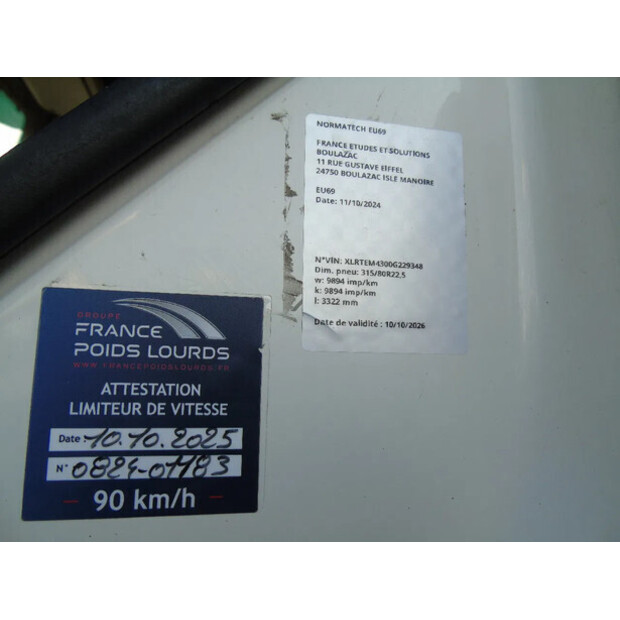 NORMATECH EU69
FRANCE ETUDES ET SOLUTIONS
BOULAZAC
11 RUE GUSTAVE EIFFEL
24750 BOULAZAC ISLE MANOIRE
EU69
Date: 11/10/2024
N°VIN: XLRTEM4300G229348
Dim. pneu: 315/80R22,5
w: 9894 imp/km
k: 9894 imp/km
l: 3322 mm
Date de validité : 10/10/2026
GROUPE
FRANCE
POIDS LOURDS
WWW.FRANCEPOIDSLOURDS.FR
ATTESTATION
LIMITEUR DE VITESSE
Date : 10.10.2025
N° 0824-01183
90 km/h